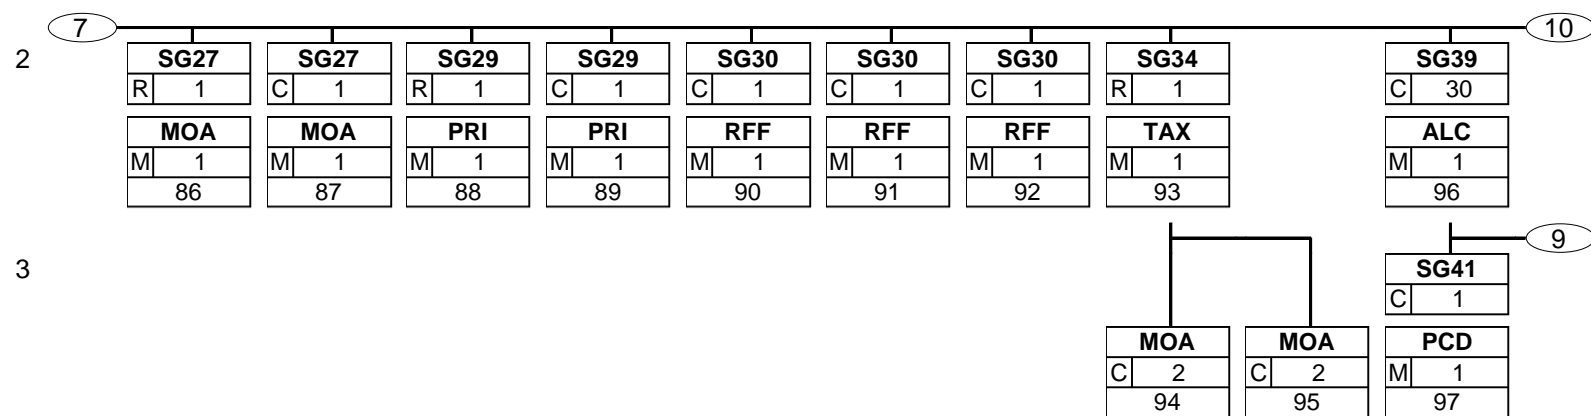 7 10
2 SG27 SG27 SG29 SG29 SG30 SG30 SG30 SG34 SG39
R 1 C 1 R 1 C 1 C 1 C 1 C 1 R 1 C 30
MOA MOA PRI PRI RFF RFF RFF TAX ALC
M 1 M 1 M 1 M 1 M 1 M 1 M 1 M 1 M 1
86 87 88 89 90 91 92 93 96
9
3 SG41
C 1
MOA MOA PCD
C 2 C 2 M 1
94 95 97